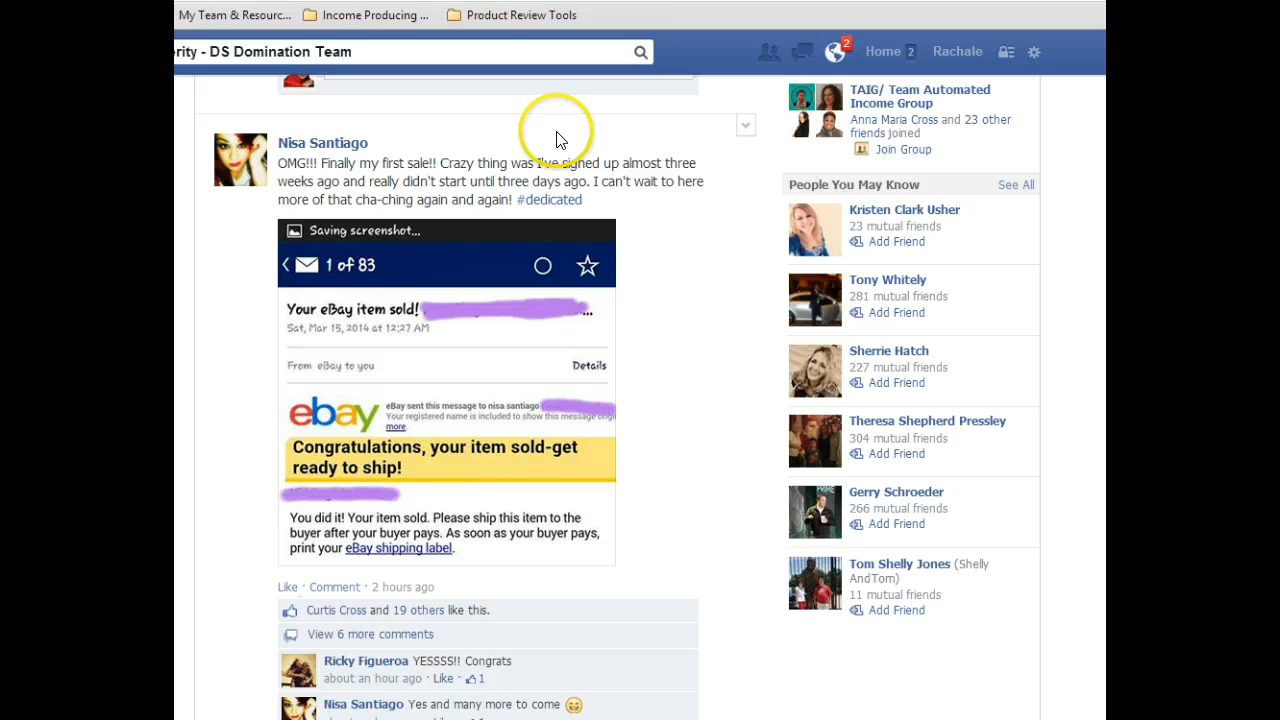 My Team & Resourc...
Income Producing ...
Product Review Tools
erity - DS Domination Team
2
Home 2
Rachale
TAIG/ Team Automated
Income Group
Anna Maria Cross and 23 other
friends joined
Join Group
Nisa Santiago
OMG!!! Finally my first sale!! Crazy thing was I've signed up almost three
weeks ago and really didn't start until three days ago. I can't wait to here
more of that cha-ching again and again! #dedicated
Saving screenshot...
1 of 83
Your eBay item sold! ...
Sat, Mar 15, 2014 at 12:27 AM
From eBay to you
Details
ebay
eBay sent this message to nisa santiago
Your registered name is included to show this message origi
more.
Congratulations, your item sold-get
ready to ship!
You did it! Your item sold. Please ship this item to the
buyer after your buyer pays. As soon as your buyer pays,
print your eBay shipping label.
Like · Comment · 2 hours ago
Curtis Cross and 19 others like this.
View 6 more comments
Ricky Figueroa YESSSS!! Congrats
about an hour ago · Like · 1
Nisa Santiago Yes and many more to come
People You May Know
See All
Kristen Clark Usher
23 mutual friends
Add Friend
Tony Whitely
281 mutual friends
Add Friend
Sherrie Hatch
227 mutual friends
Add Friend
Theresa Shepherd Pressley
304 mutual friends
Add Friend
Gerry Schroeder
266 mutual friends
Add Friend
Tom Shelly Jones (Shelly
AndTom)
11 mutual friends
Add Friend